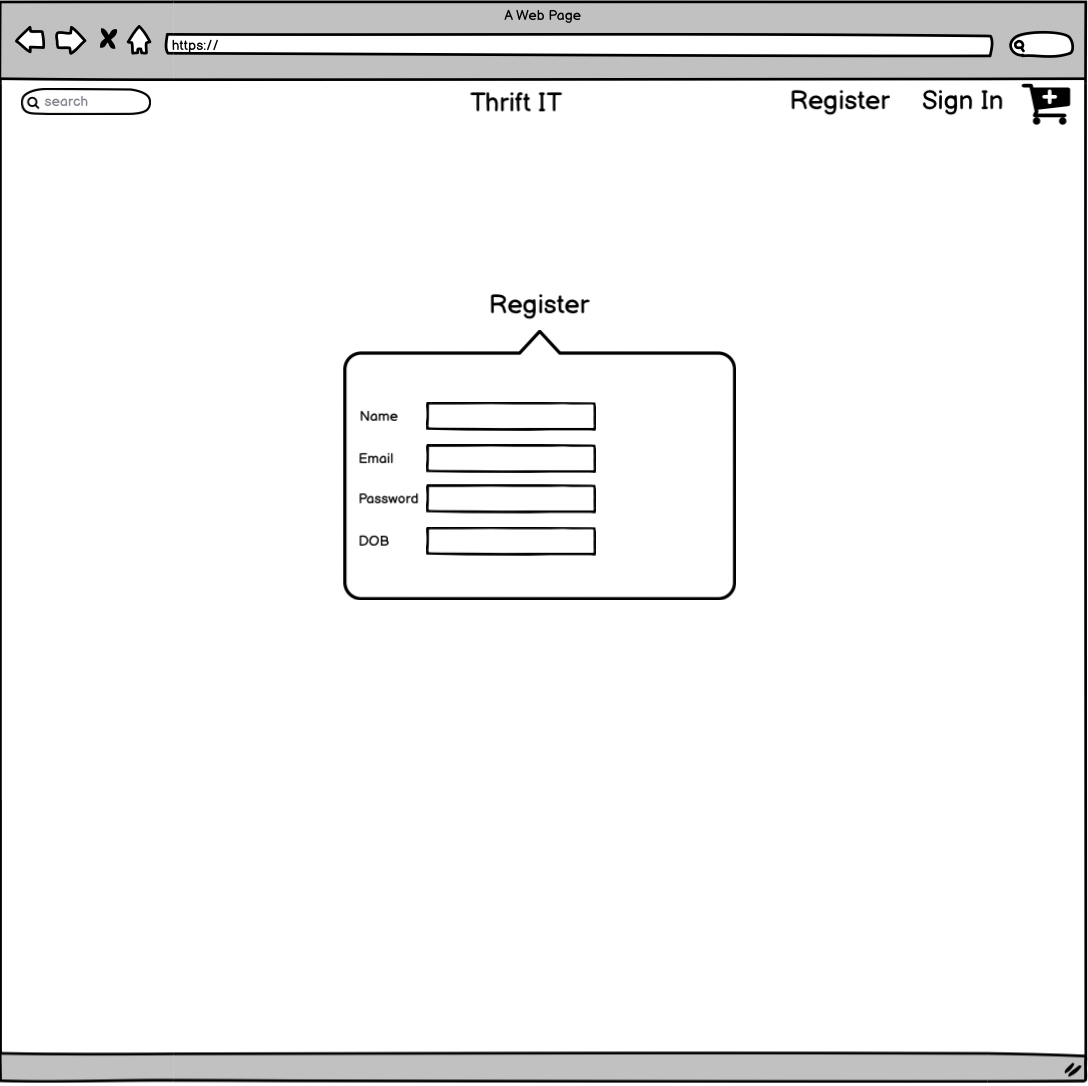 A Web Page
https://
search
Thrift IT
Register
Sign In
Register
Name
Email
Password
DOB